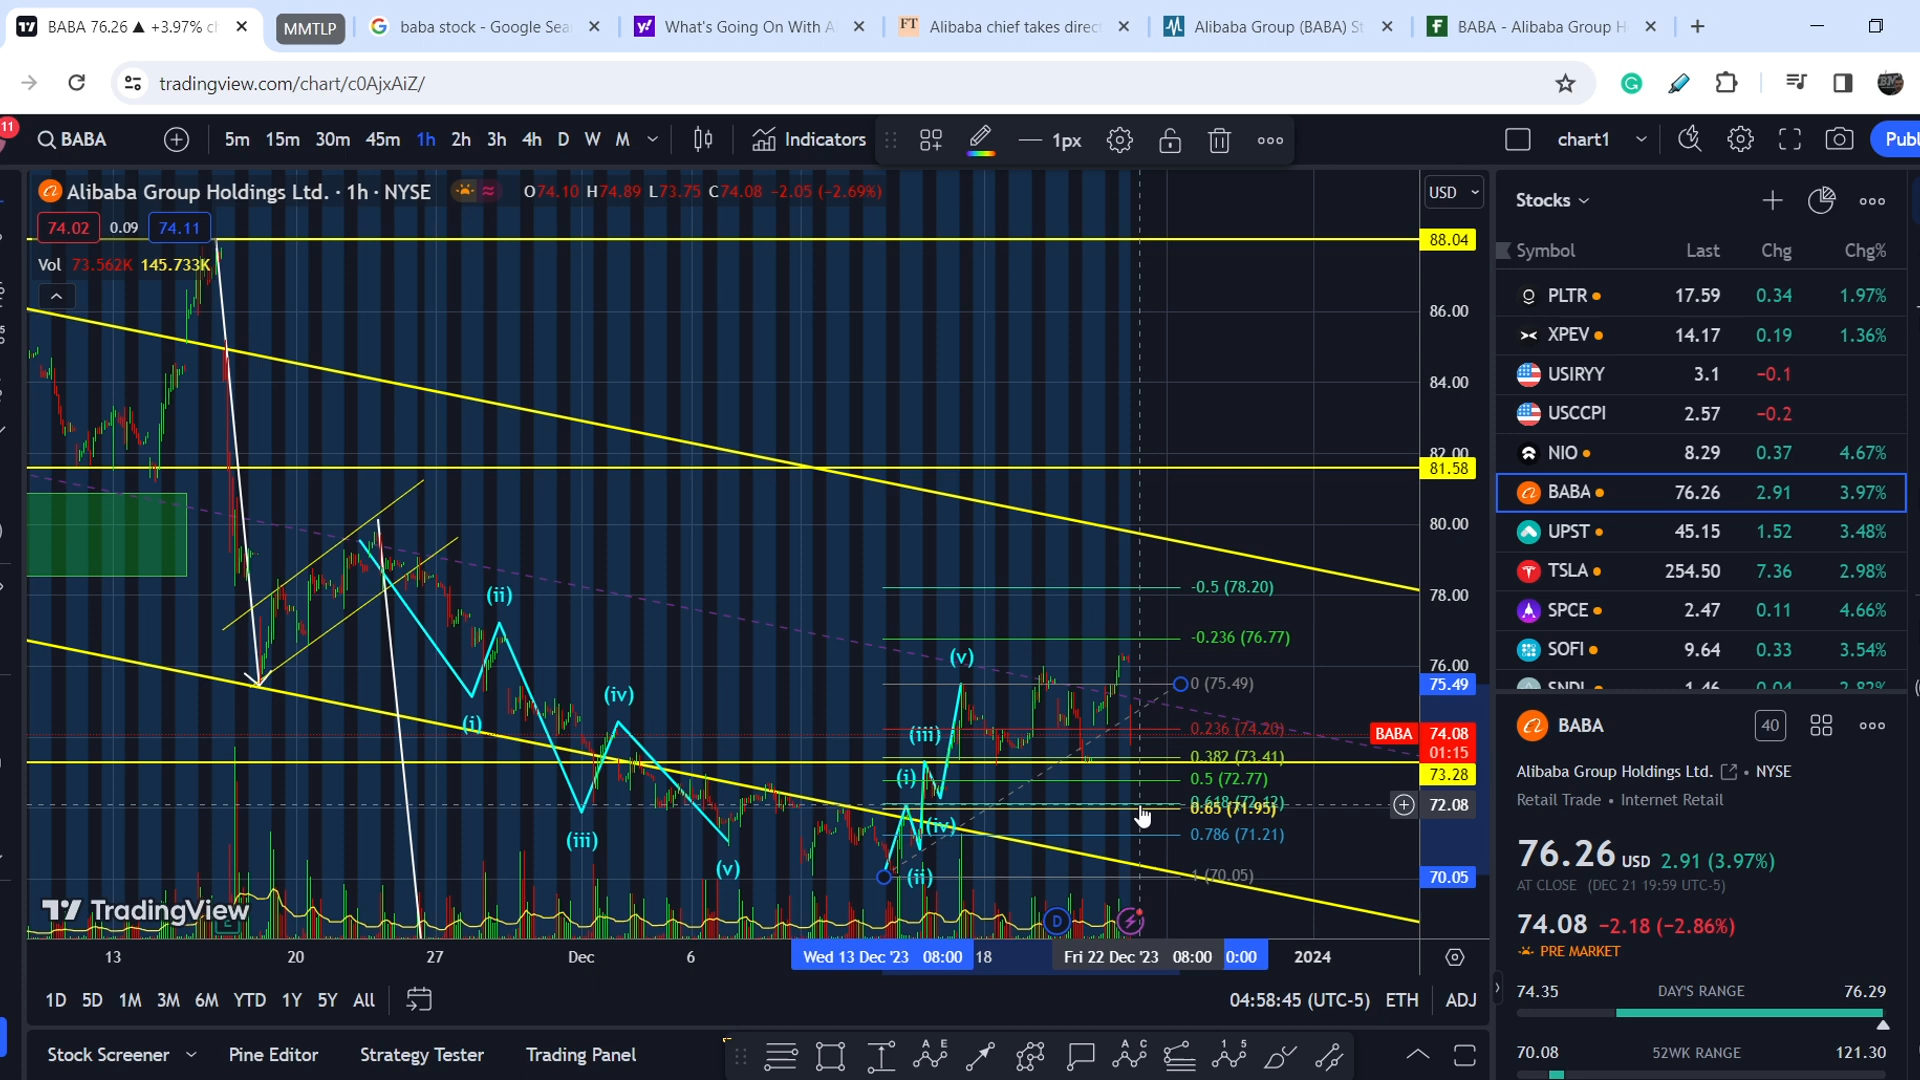 BABA 76.26 ▲ +3.97% ch
MMTLP
baba stock - Google Sea
What's Going On With A
Alibaba chief takes direct
Alibaba Group (BABA) St
BABA - Alibaba Group H
tradingview.com/chart/c0AjxAiZ/
11
BABA 5m 15m 30m 45m 1h 2h 3h 4h D W M Indicators 1px chart1 Publ
Alibaba Group Holdings Ltd. · 1h · NYSE O74.10 H74.89 L73.75 C74.08 -2.05 (-2.69%)
74.02 0.09 74.11
Vol 73.562K 145.733K
USD
88.04
86.00
84.00
82.00
81.58
80.00
78.00
76.00
75.49
BABA 74.08
01:15
73.28
72.08
70.05
(ii)
(iv)
(i)
(iii)
(v)
(v)
(iii)
(i)
(iv)
(ii)
-0.5 (78.20)
-0.236 (76.77)
0 (75.49)
0.236 (74.20)
0.382 (73.41)
0.5 (72.77)
0.65 (71.95)
0.786 (71.21)
1 (70.05)
TradingView
E
D
13 20 27 Dec 6 Wed 13 Dec '23 08:00 18 Fri 22 Dec '23 08:00 0:00 2024
1D 5D 1M 3M 6M YTD 1Y 5Y All
04:58:45 (UTC-5) ETH ADJ
Stock Screener Pine Editor Strategy Tester Trading Panel
Stocks
Symbol Last Chg Chg%
PLTR 17.59 0.34 1.97%
XPEV 14.17 0.19 1.36%
USIRYY 3.1 −0.1
USCCPI 2.57 −0.2
NIO 8.29 0.37 4.67%
BABA 76.26 2.91 3.97%
UPST 45.15 1.52 3.48%
TSLA 254.50 7.36 2.98%
SPCE 2.47 0.11 4.66%
SOFI 9.64 0.33 3.54%
SNDL 1.46 0.04 2.82%
BABA 40
Alibaba Group Holdings Ltd. • NYSE
Retail Trade • Internet Retail
76.26 USD 2.91 (3.97%)
AT CLOSE (DEC 21 19:59 UTC-5)
74.08 −2.18 (−2.86%)
PRE MARKET
74.35 DAY'S RANGE 76.29
70.08 52WK RANGE 121.30